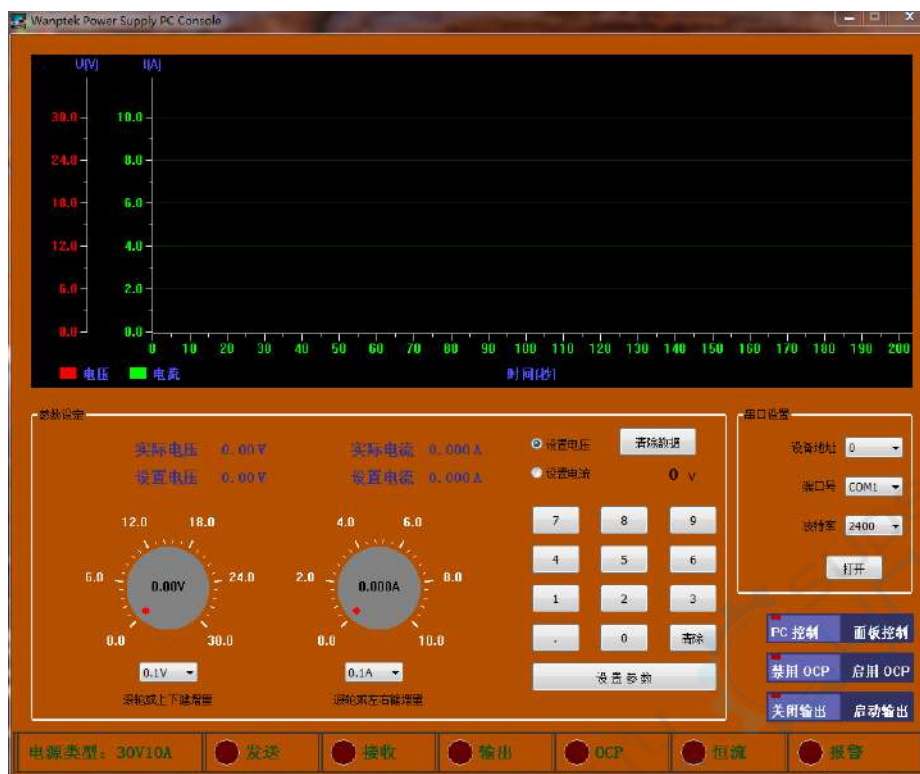 Wanptek Power Supply PC Console
U(V) I(A)
30.0 10.0
24.0 8.0
18.0 6.0
12.0 4.0
6.0 2.0
0.0 0.0
0 10 20 30 40 50 60 70 80 90 100 110 120 130 140 150 160 170 180 190 200
电压 电流 时间(秒)
参数设定
实际电压 0.00V 实际电流 0.000A
设置电压 0.00V 设置电流 0.000A
12.0 18.0
6.0 0.00V 24.0
0.0 30.0
0.1V
滚轮或上下键增量
4.0 6.0
2.0 0.000A 8.0
0.0 10.0
0.1A
滚轮或左右键增量
设置电压 清除数据
设置电流 0 V
7 8 9
4 5 6
1 2 3
. 0 清除
设置参数
串口设置
设备地址 0
端口号 COM1
波特率 2400
打开
PC 控制 面板控制
禁用 OCP 启用 OCP
关闭输出 启动输出
电源类型: 30V10A 发送 接收 输出 OCP 恒流 报警